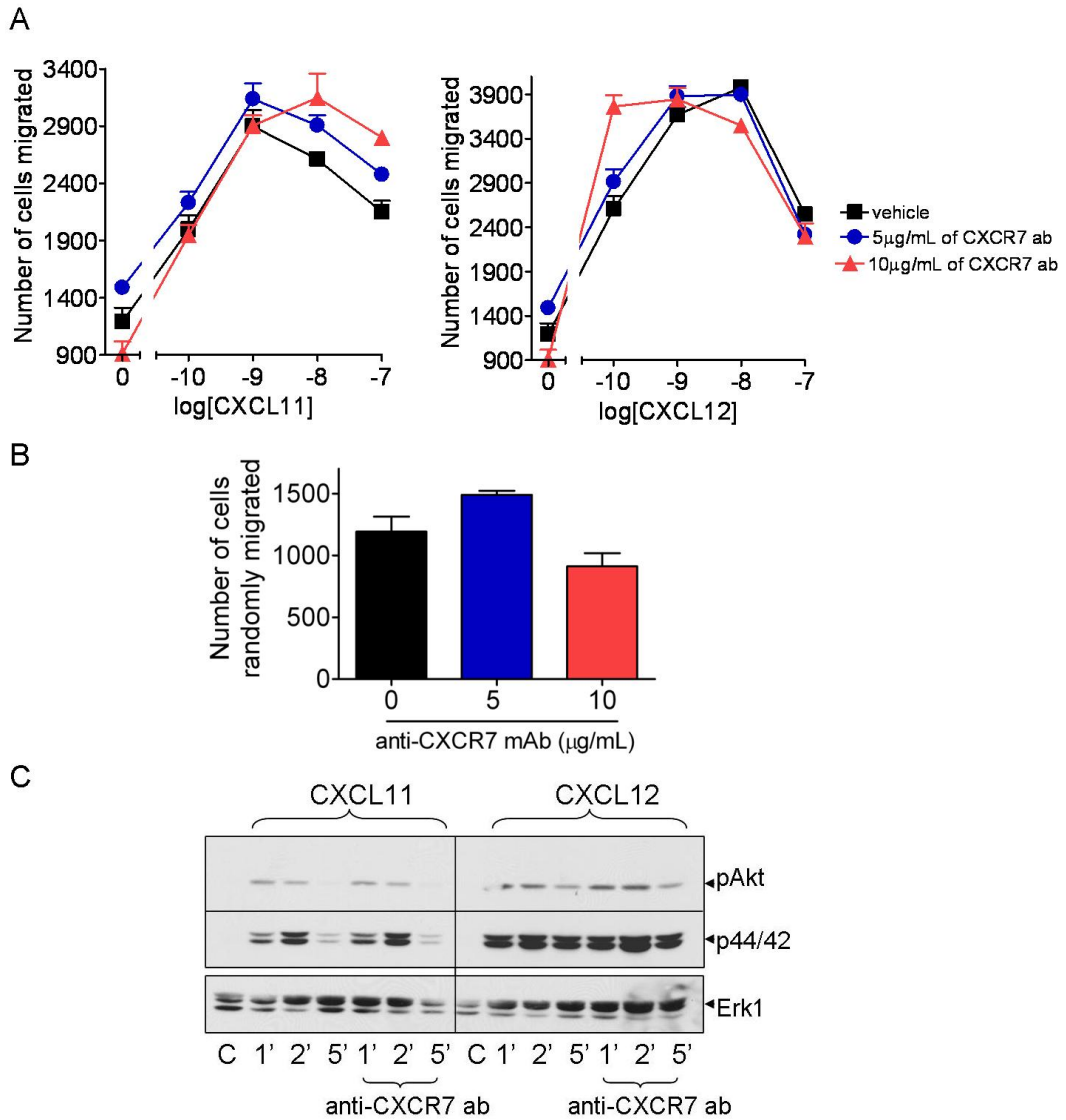 A
Number of cells migrated
3400
2900
2400
1900
1400
900
0 -10 -9 -8 -7
log[CXCL11]
Number of cells migrated
3900
3400
2900
2400
1900
1400
900
0 -10 -9 -8 -7
log[CXCL12]
vehicle
5µg/mL of CXCR7 ab
10µg/mL of CXCR7 ab
B
Number of cells
randomly migrated
1500
1000
500
0
0 5 10
anti-CXCR7 mAb (µg/mL)
C
CXCL11 CXCL12
pAkt
p44/42
Erk1
C 1’ 2’ 5’ 1’ 2’ 5’ C 1’ 2’ 5’ 1’ 2’ 5’
anti-CXCR7 ab anti-CXCR7 ab